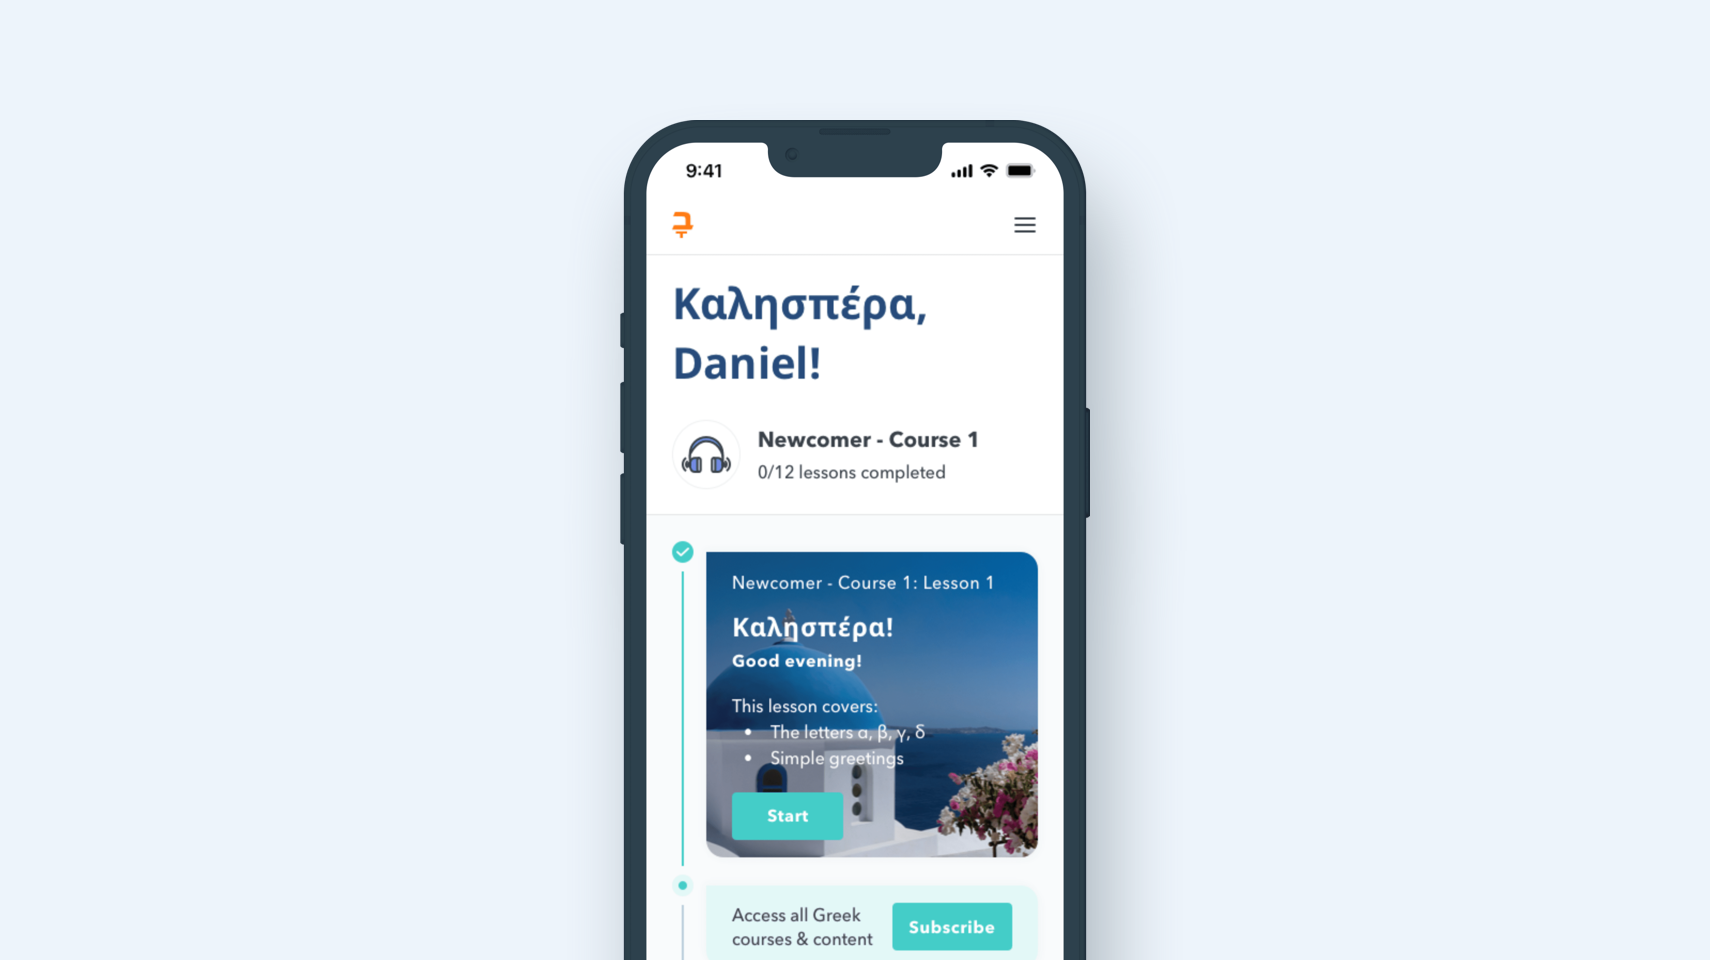 9:41
Καλησπέρα,
Daniel!
Newcomer - Course 1
0/12 lessons completed
Newcomer - Course 1: Lesson 1
Καλησπέρα!
Good evening!
This lesson covers:
• The letters α, β, γ, δ
• Simple greetings
Start
Access all Greek
courses & content
Subscribe